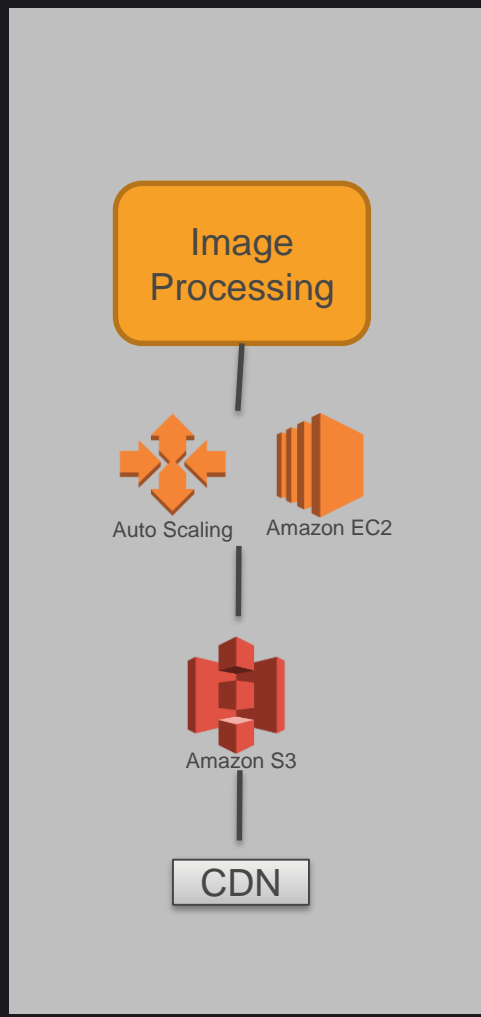 Image
Processing
Auto Scaling
Amazon EC2
Amazon S3
CDN